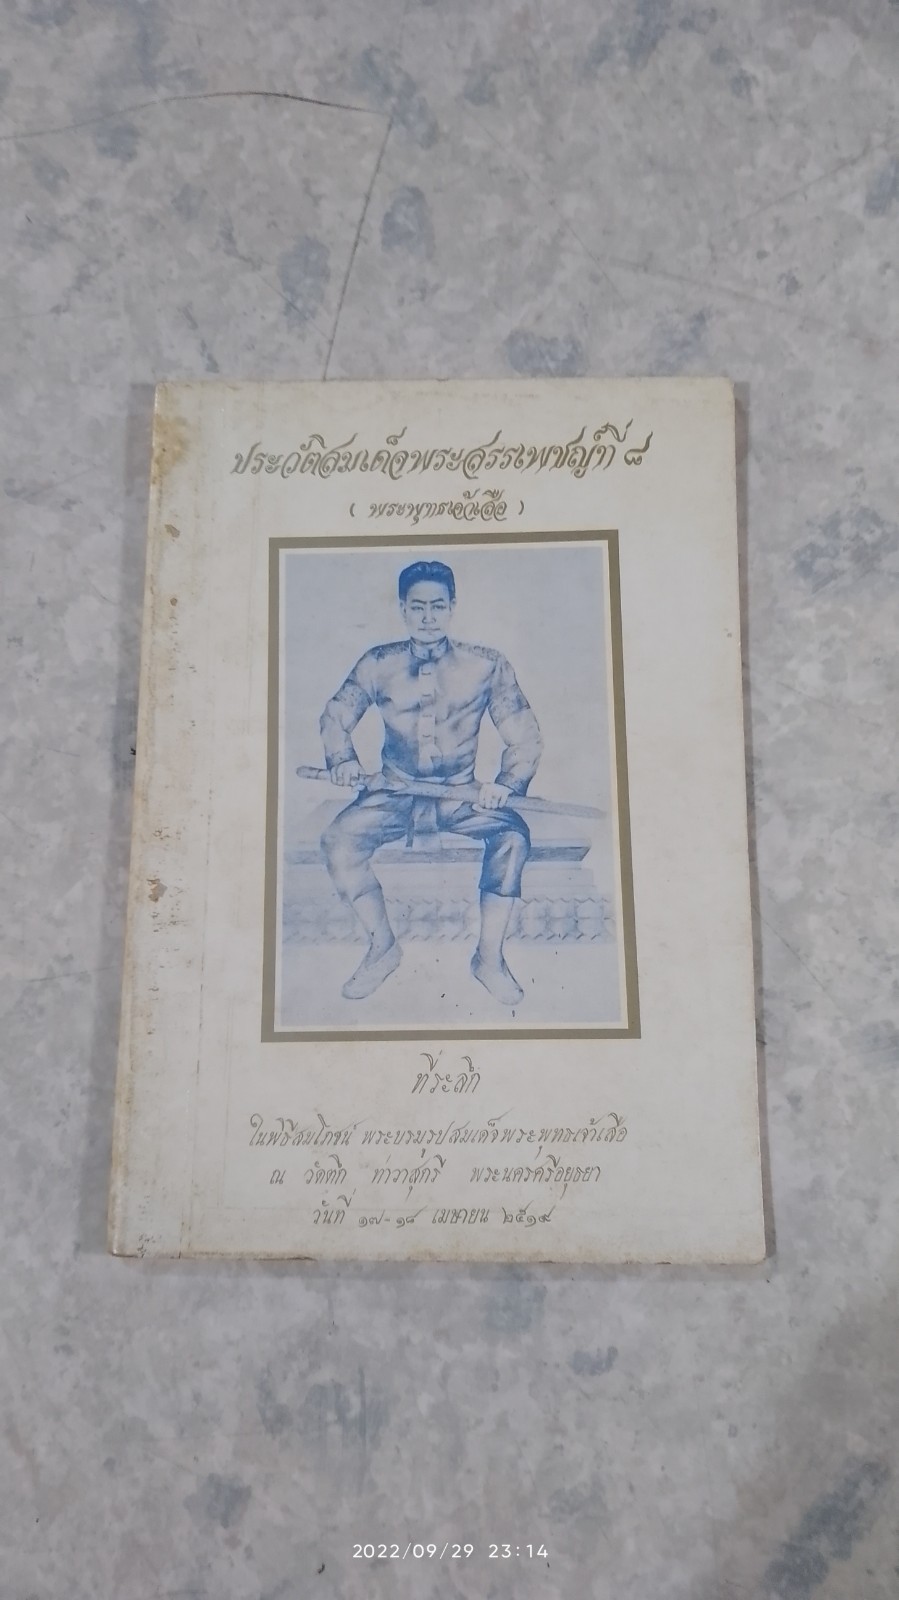 ประวัติสมเด็จพระสรรเพชญ์ที่ ๘
( พระพุทธเจ้าเสือ )
ที่ระลึก
ในพิธีสมโภชน์ พระบรมรูปสมเด็จพระพุทธเจ้าเสือ
ณ วัดตึก ท่าวาสุกรี พระนครศรีอยุธยา
วันที่ ๑๗-๑๘ เมษายน ๒๕๑๙
2022/09/29 23:14